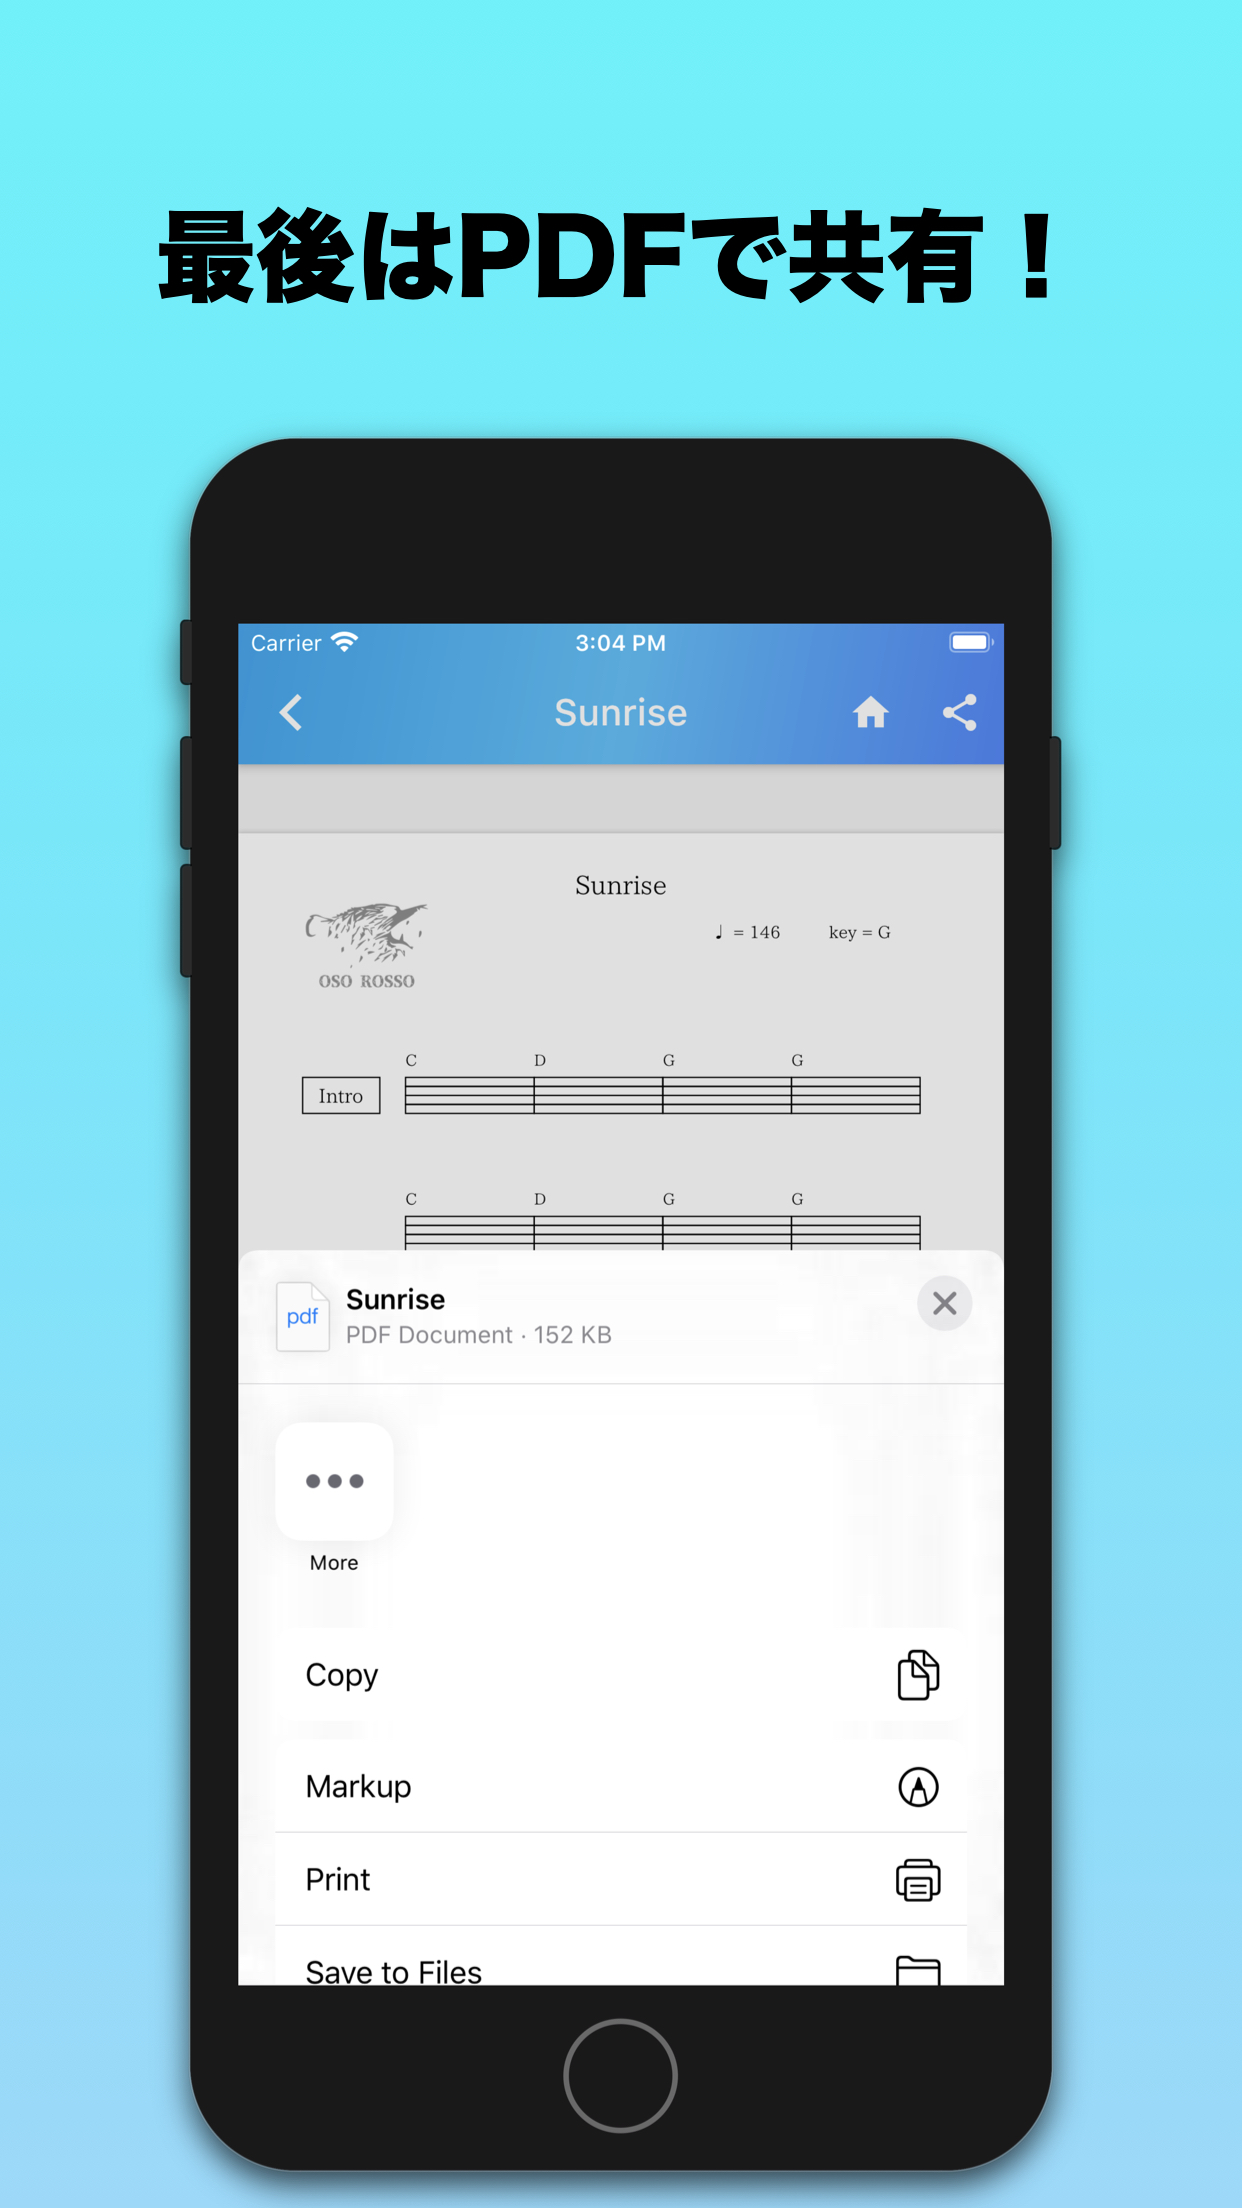 最後はPDFで共有！
Carrier 3:04 PM
Sunrise
Sunrise
♩ = 146 key = G
OSO ROSSO
C D G G
Intro
C D G G
pdf
Sunrise
PDF Document · 152 KB
More
Copy
Markup
Print
Save to Files